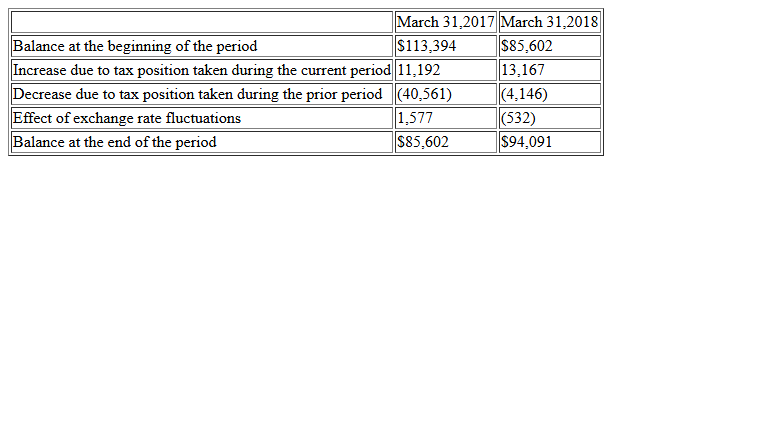 March 31,2017 March 31,2018
Balance at the beginning of the period $113,394 $85,602
Increase due to tax position taken during the current period 11,192 13,167
Decrease due to tax position taken during the prior period (40,561) (4,146)
Effect of exchange rate fluctuations 1,577 (532)
Balance at the end of the period $85,602 $94,091